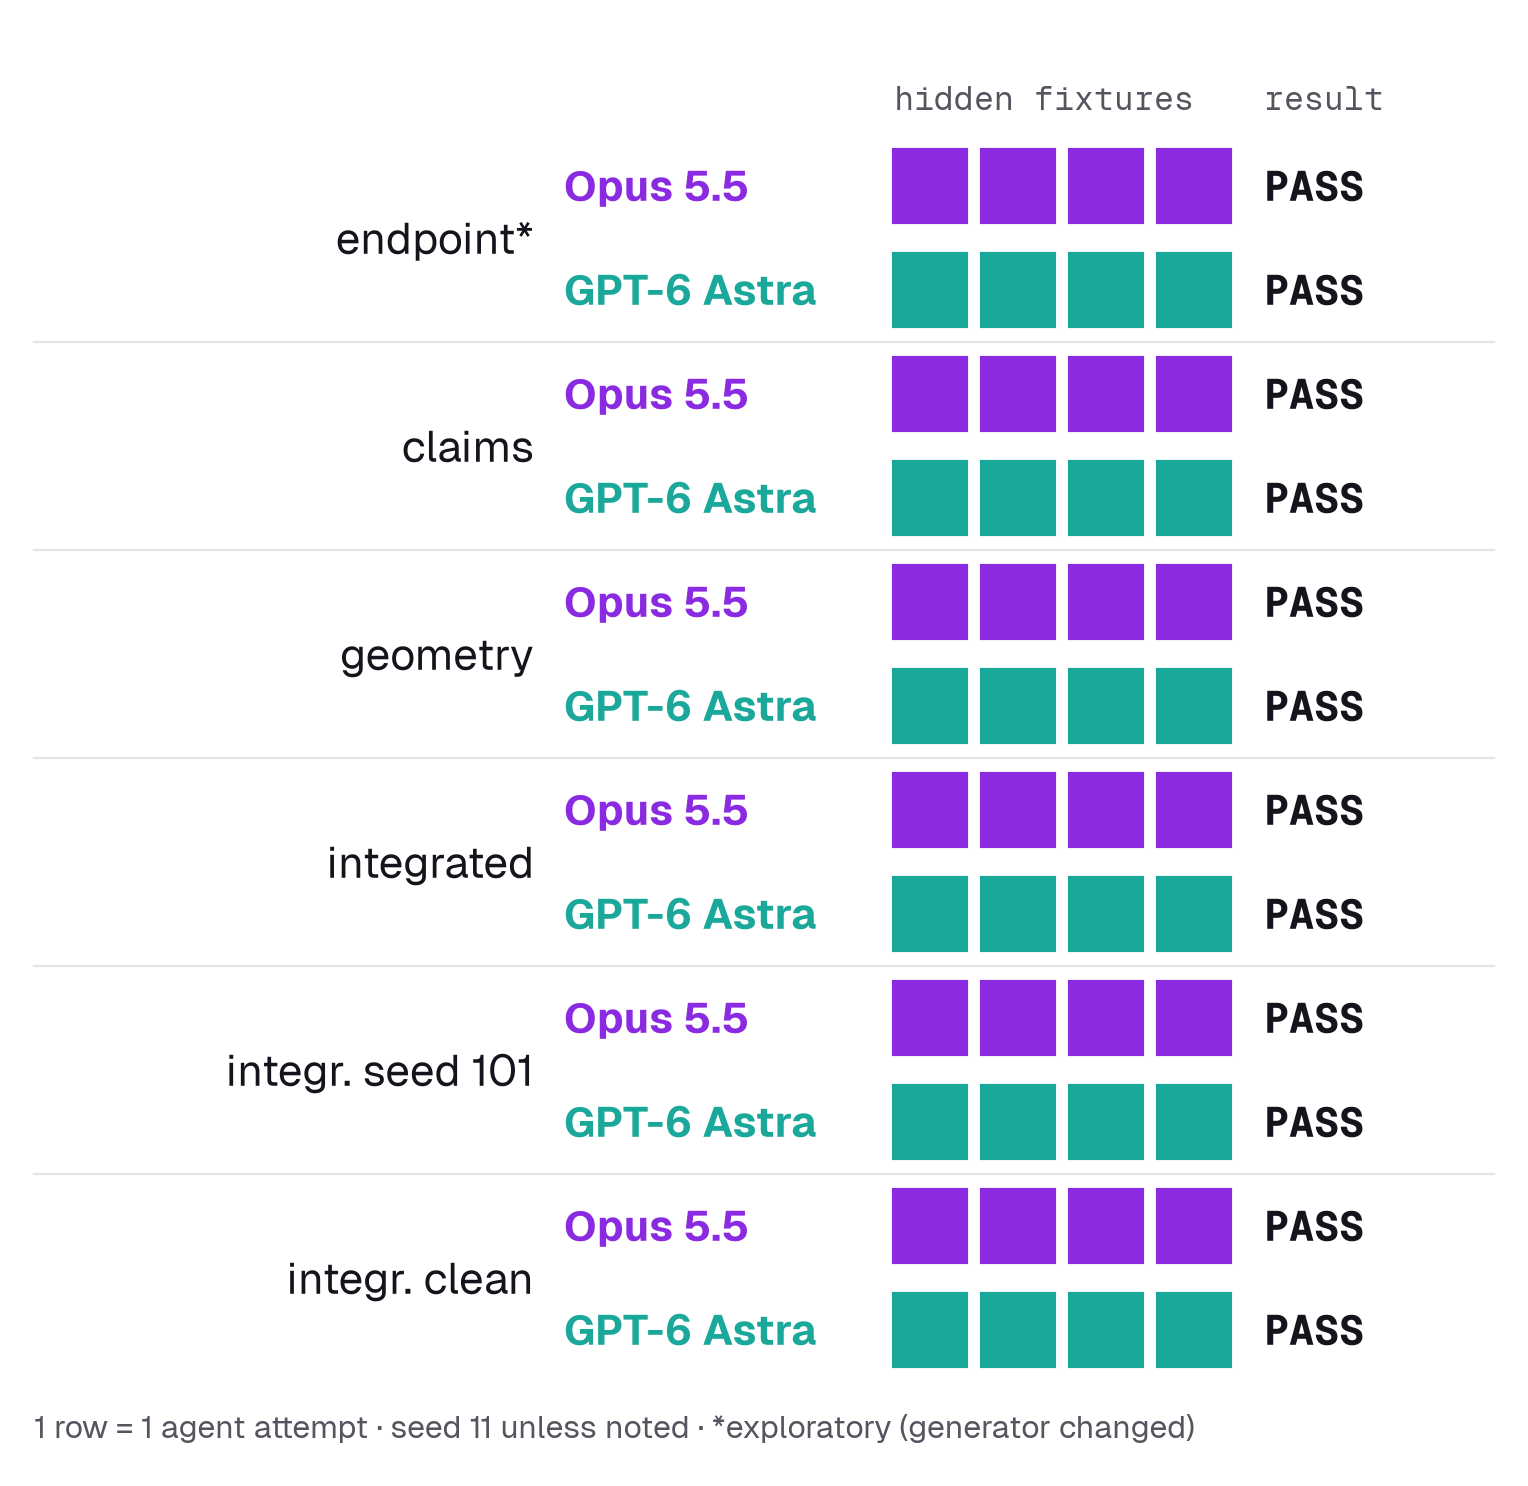 hidden fixtures result
endpoint*
Opus 5.5 PASS
GPT-6 Astra PASS
claims
Opus 5.5 PASS
GPT-6 Astra PASS
geometry
Opus 5.5 PASS
GPT-6 Astra PASS
integrated
Opus 5.5 PASS
GPT-6 Astra PASS
integr. seed 101
Opus 5.5 PASS
GPT-6 Astra PASS
integr. clean
Opus 5.5 PASS
GPT-6 Astra PASS
1 row = 1 agent attempt · seed 11 unless noted · *exploratory (generator changed)